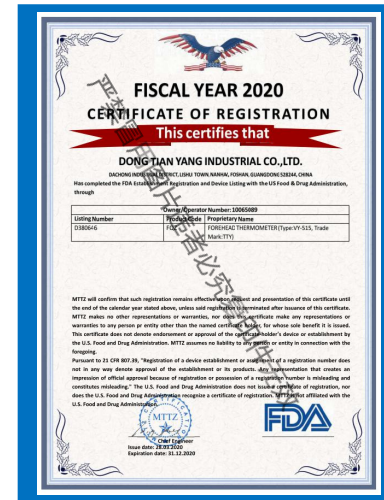 FISCAL YEAR 2020
CERTIFICATE OF REGISTRATION
This certifies that
DONG TIAN YANG INDUSTRIAL CO.,LTD.
DACHONG INDUSTRIAL DISTRICT, LISHUI TOWN, NANHAI, FOSHAN, GUANGDONG 528244, CHINA
Has completed the FDA Establishment Registration and Device Listing with the US Food & Drug Administration,
through
Owner/Operator Number: 10065989
Listing Number Product Code Proprietary Name
D380646 FOREHEAD THERMOMETER (Type:VY-515, Trade
Mark:TTY)
MTTZ will confirm that such registration remains effective upon request and presentation of this certificate until
the end of the calendar year stated above, unless said registration is terminated after issuance of this certificate.
MTTZ makes no other representations or warranties, nor does this certificate make any representations or
warranties to any person or entity other than the named certificate holder, for whose sole benefit it is issued.
This certificate does not denote endorsement or approval of the certificate-holder's device or establishment by
the U.S. Food and Drug Administration. MTTZ assumes no liability to any person or entity in connection with the
foregoing.
Pursuant to 21 CFR 807.39, "Registration of a device establishment or assignment of a registration number does
not in any way denote approval of the establishment or its products. Any representation that creates an
impression of official approval because of registration or possession of a registration number is misleading and
constitutes misleading." The U.S. Food and Drug Administration does not issue a certificate of registration, nor
does the U.S. Food and Drug Administration recognize a certificate of registration. MTTZ is not affiliated with the
U.S. Food and Drug Administration.
MTTZ
Chief Engineer
Issue date: 28.03.2020
Expiration date: 31.12.2020
FDA
严禁冒用图片违者必究